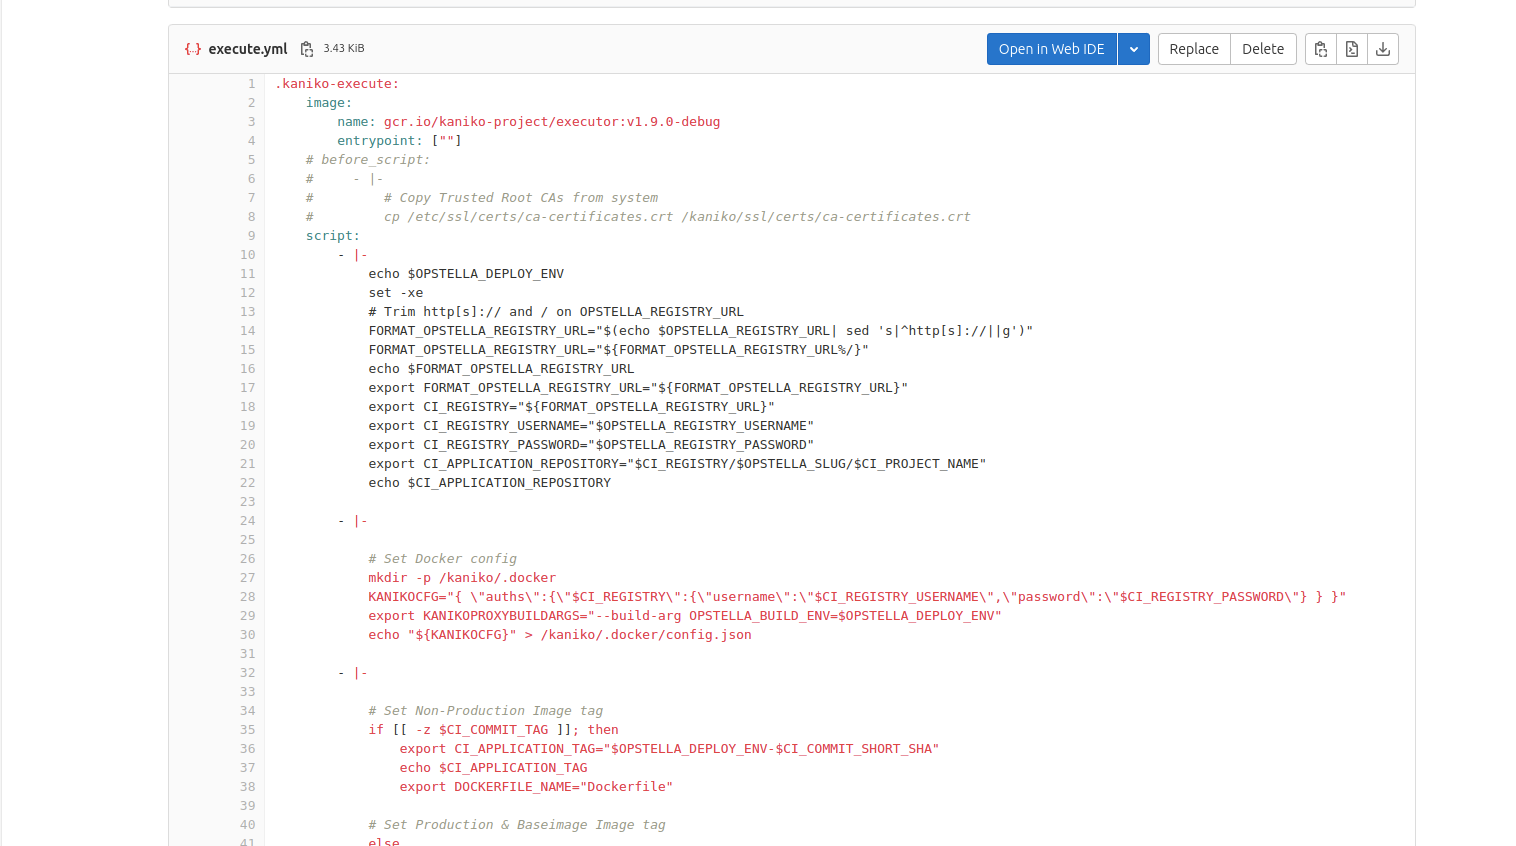 execute.yml 3.43 KiB Open in Web IDE Replace Delete
1 .kaniko-execute:
2     image:
3         name: gcr.io/kaniko-project/executor:v1.9.0-debug
4         entrypoint: [""]
5     # before_script:
6     #     - |-
7     #         # Copy Trusted Root CAs from system
8     #         cp /etc/ssl/certs/ca-certificates.crt /kaniko/ssl/certs/ca-certificates.crt
9     script:
10         - |-
11             echo $OPSTELLA_DEPLOY_ENV
12             set -xe
13             # Trim http[s]:// and / on OPSTELLA_REGISTRY_URL
14             FORMAT_OPSTELLA_REGISTRY_URL="$(echo $OPSTELLA_REGISTRY_URL| sed 's|^http[s]://||g')"
15             FORMAT_OPSTELLA_REGISTRY_URL="${FORMAT_OPSTELLA_REGISTRY_URL%/}"
16             echo $FORMAT_OPSTELLA_REGISTRY_URL
17             export FORMAT_OPSTELLA_REGISTRY_URL="${FORMAT_OPSTELLA_REGISTRY_URL}"
18             export CI_REGISTRY="${FORMAT_OPSTELLA_REGISTRY_URL}"
19             export CI_REGISTRY_USERNAME="$OPSTELLA_REGISTRY_USERNAME"
20             export CI_REGISTRY_PASSWORD="$OPSTELLA_REGISTRY_PASSWORD"
21             export CI_APPLICATION_REPOSITORY="$CI_REGISTRY/$OPSTELLA_SLUG/$CI_PROJECT_NAME"
22             echo $CI_APPLICATION_REPOSITORY
23
24         - |-
25
26             # Set Docker config
27             mkdir -p /kaniko/.docker
28             KANIKOCFG="{ \"auths\":{\"$CI_REGISTRY\":{\"username\":\"$CI_REGISTRY_USERNAME\",\"password\":\"$CI_REGISTRY_PASSWORD\"} } }"
29             export KANIKOPROXYBUILDARGS="--build-arg OPSTELLA_BUILD_ENV=$OPSTELLA_DEPLOY_ENV"
30             echo "${KANIKOCFG}" > /kaniko/.docker/config.json
31
32         - |-
33
34             # Set Non-Production Image tag
35             if [[ -z $CI_COMMIT_TAG ]]; then
36                 export CI_APPLICATION_TAG="$OPSTELLA_DEPLOY_ENV-$CI_COMMIT_SHORT_SHA"
37                 echo $CI_APPLICATION_TAG
38                 export DOCKERFILE_NAME="Dockerfile"
39
40             # Set Production & Baseimage Image tag
41             else